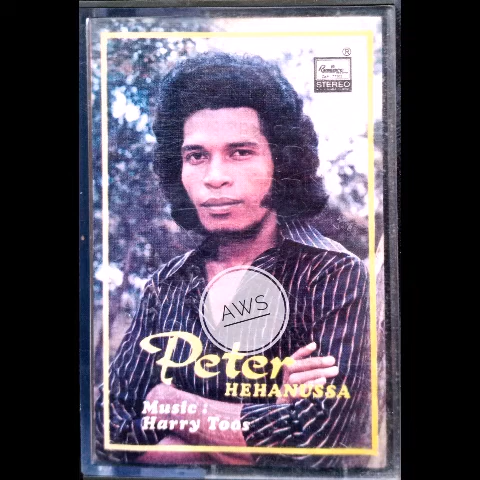 ®
STEREO
AWS
Peter
HEHANUSSA
Music :
Harry Toos